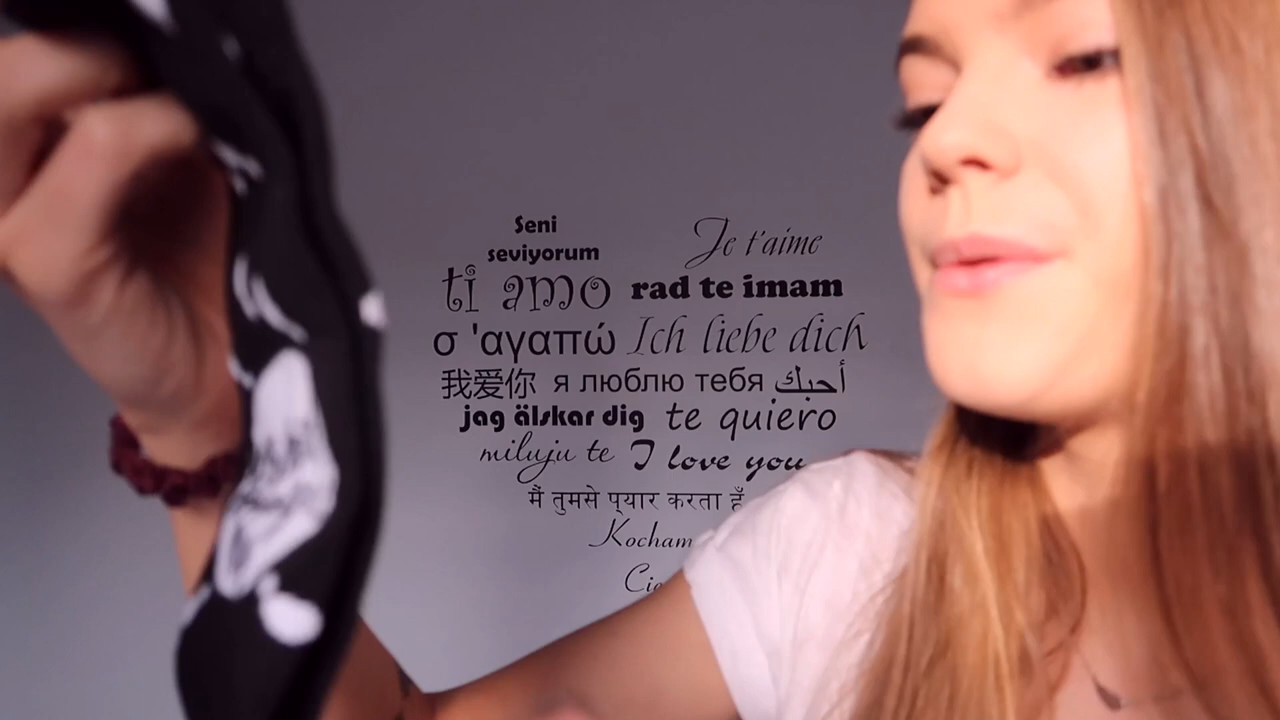 Seni
seviyorum
Je t'aime
ti amo rad te imam
σ 'αγαπώ Ich liebe dich
我爱你 я люблю тебя أحبك
jag älskar dig te quiero
miluju te I love you
मैं तुमसे प्यार करता हूँ
Kocham